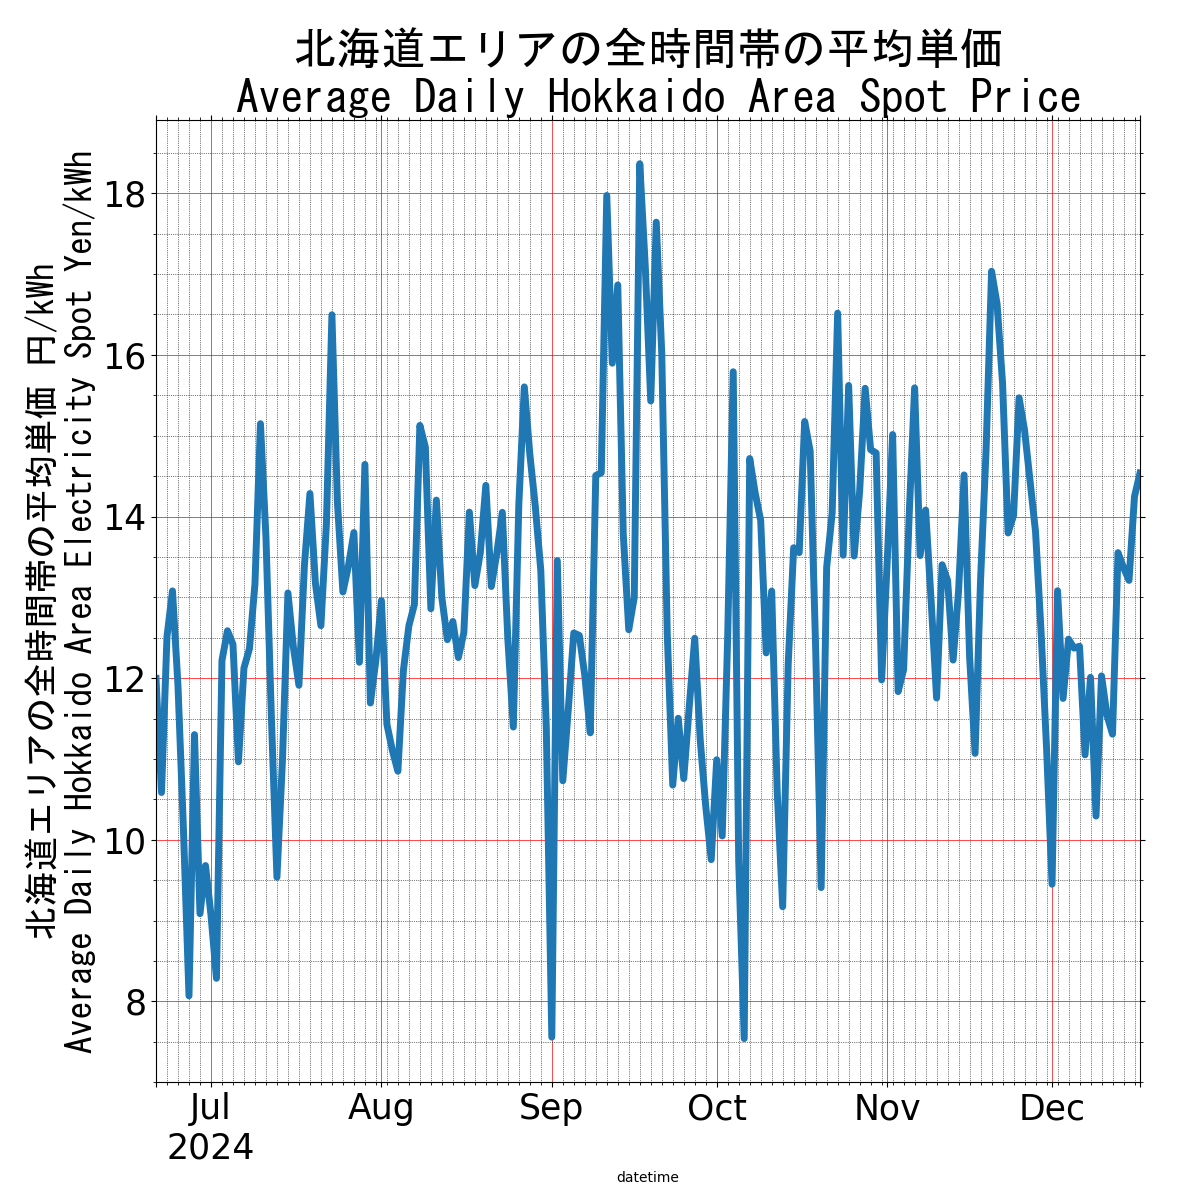 北海道エリアの全時間帯の平均単価
Average Daily Hokkaido Area Spot Price
北海道エリアの全時間帯の平均単価 円/kWh
Average Daily Hokkaido Area Electricity Spot Yen/kWh
18
16
14
12
10
8
Jul Aug Sep Oct Nov Dec
2024
datetime